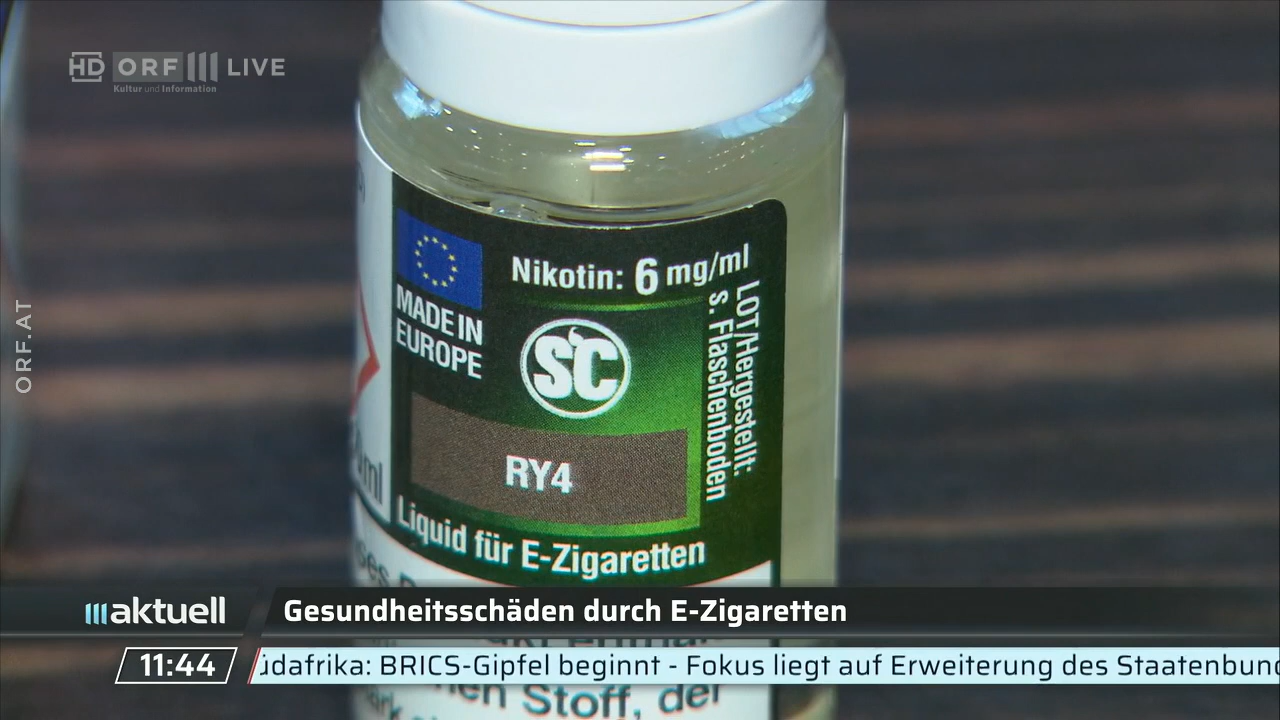 HD ORF III LIVE
Kultur und Information
ORF.AT
Nikotin: 6 mg/ml
MADE IN
EUROPE
SC
LOT/Hergestellt:
s. Flaschenboden
RY4
ml
Liquid für E-Zigaretten
Stoff, der
aktuell
Gesundheitsschäden durch E-Zigaretten
11:44
üdafrika: BRICS-Gipfel beginnt - Fokus liegt auf Erweiterung des Staatenbund